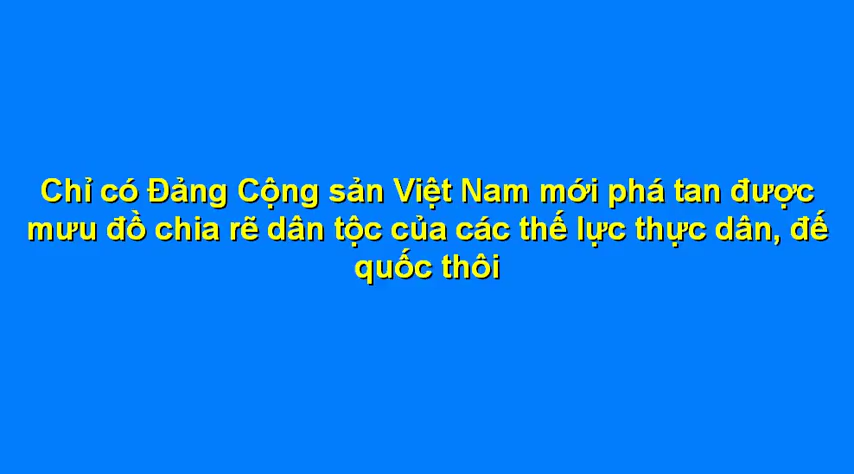 Chỉ có Đảng Cộng sản Việt Nam mới phá tan được
mưu đồ chia rẽ dân tộc của các thế lực thực dân, đế
quốc thôi